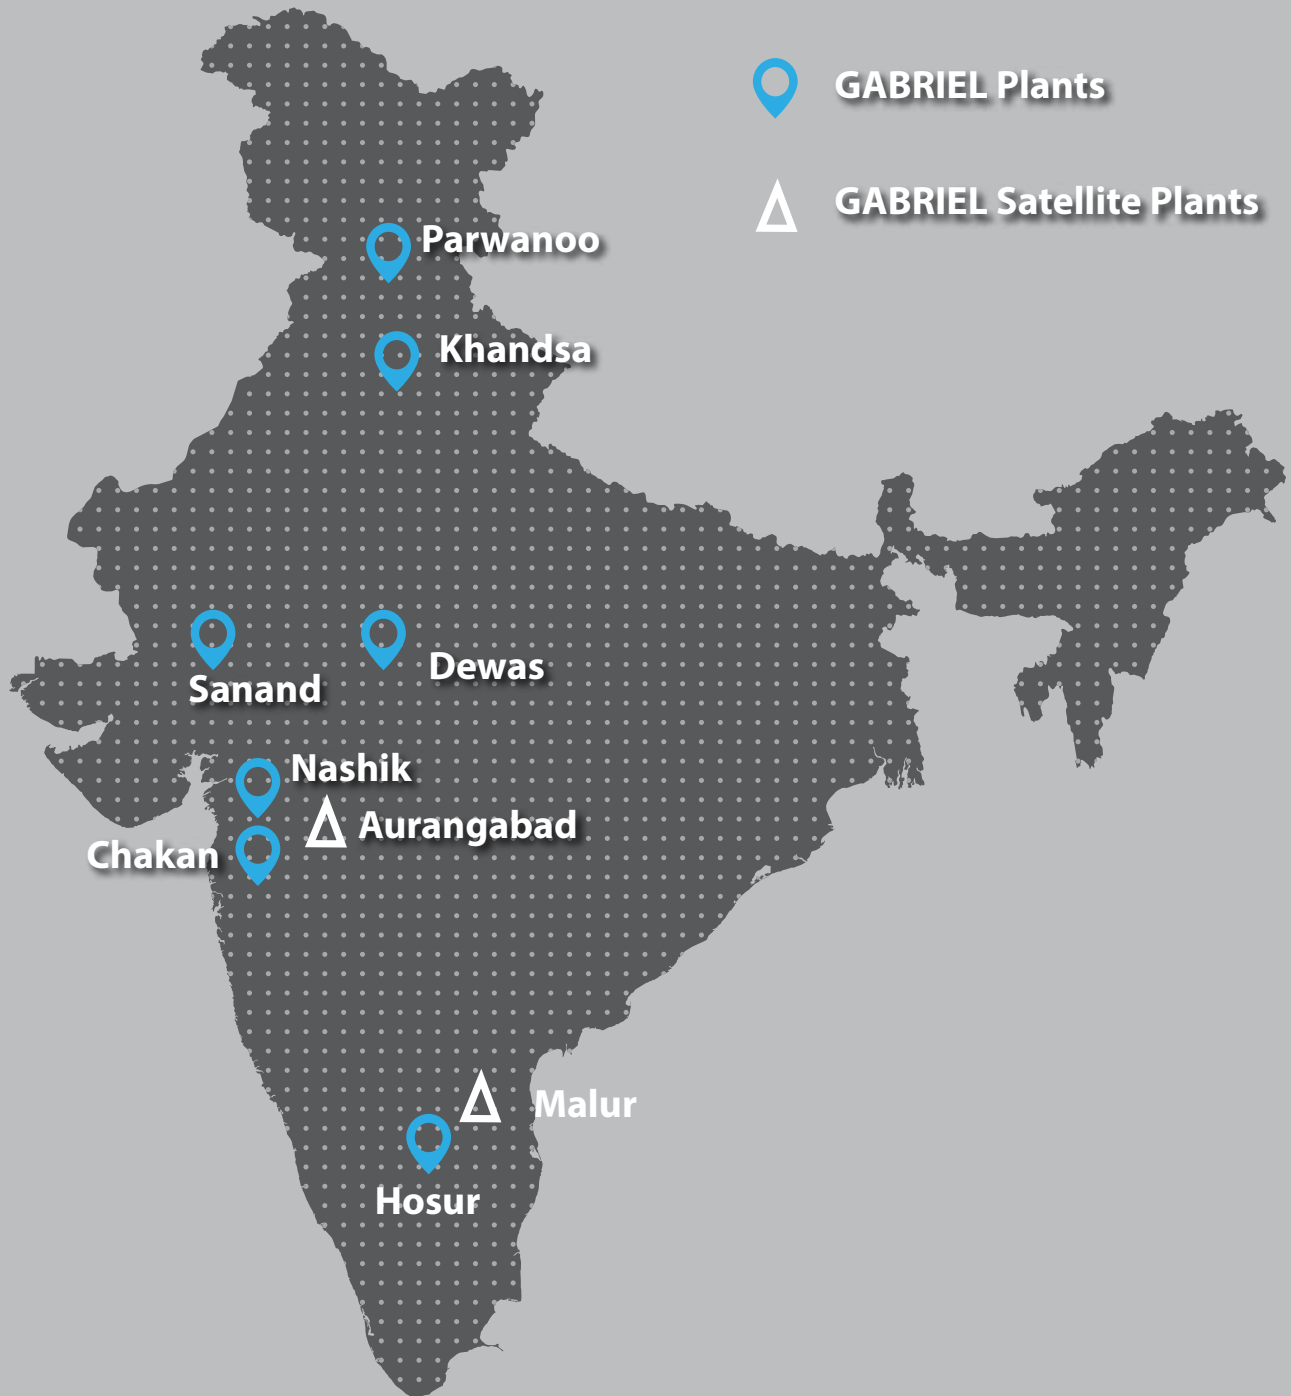 GABRIEL Plants
GABRIEL Satellite Plants
Parwanoo
Khandsa
Sanand
Dewas
Nashik
Aurangabad
Chakan
Malur
Hosur